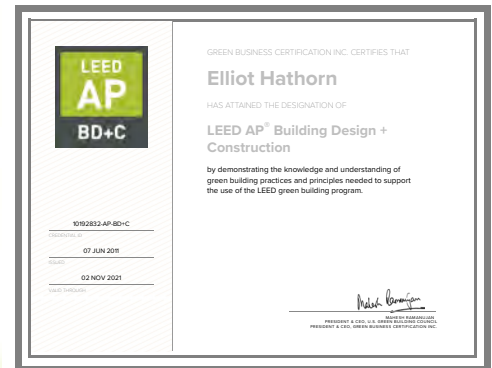 LEED
AP
BD+C
10192832-AP-BD+C
CREDENTIAL ID
07 JUN 2011
ISSUED
02 NOV 2021
VALID THROUGH
GREEN BUSINESS CERTIFICATION INC. CERTIFIES THAT
Elliot Hathorn
HAS ATTAINED THE DESIGNATION OF
LEED AP® Building Design +
Construction
by demonstrating the knowledge and understanding of
green building practices and principles needed to support
the use of the LEED green building program.
Mahesh Ramanujam
MAHESH RAMANUJAN
PRESIDENT & CEO, U.S. GREEN BUILDING COUNCIL
PRESIDENT & CEO, GREEN BUSINESS CERTIFICATION INC.